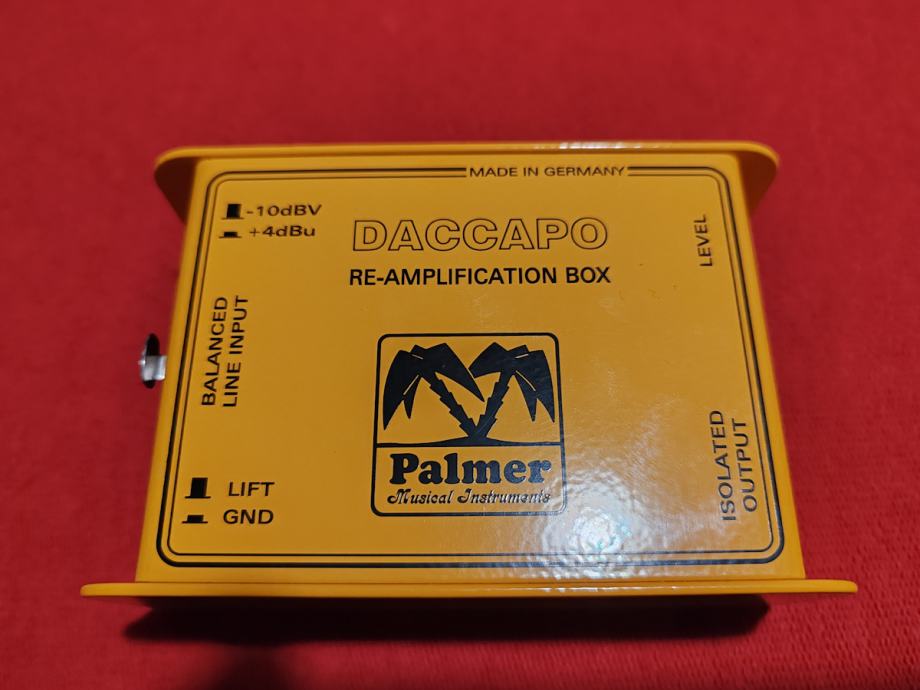 MADE IN GERMANY
-10dBV
+4dBu
DACCAPO
RE-AMPLIFICATION BOX
LEVEL
BALANCED
LINE INPUT
Palmer
Musical Instruments
LIFT
GND
ISOLATED
OUTPUT